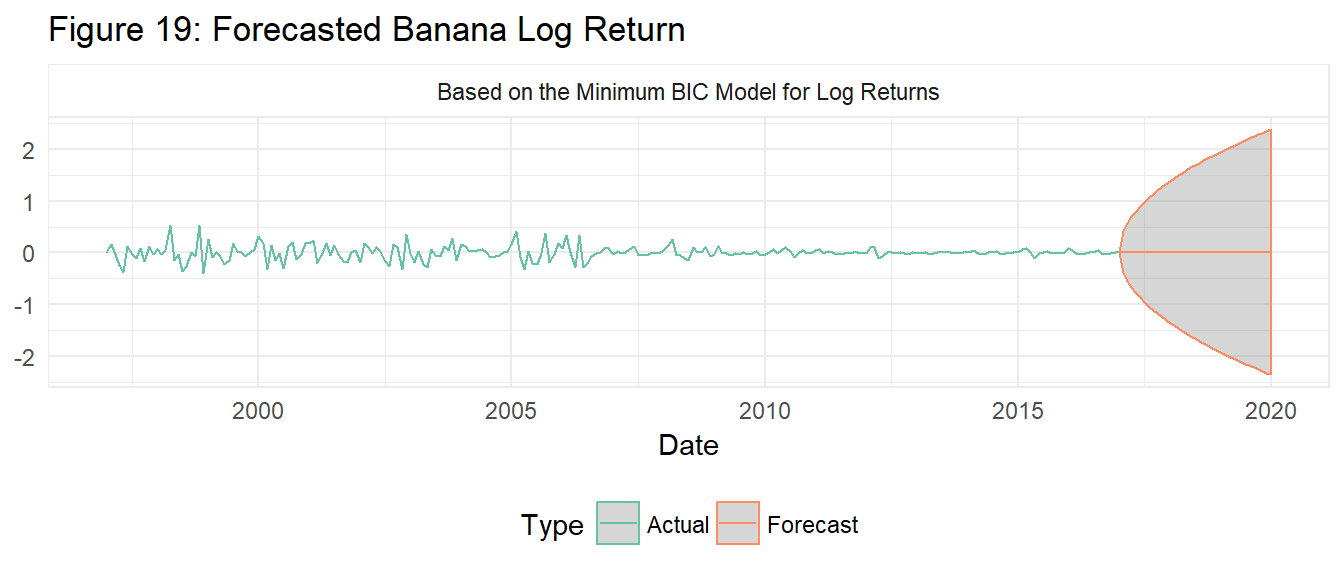 Figure 19: Forecasted Banana Log Return
Based on the Minimum BIC Model for Log Returns
2
1
0
-1
-2
2000 2005 2010 2015 2020
Date
Type Actual Forecast